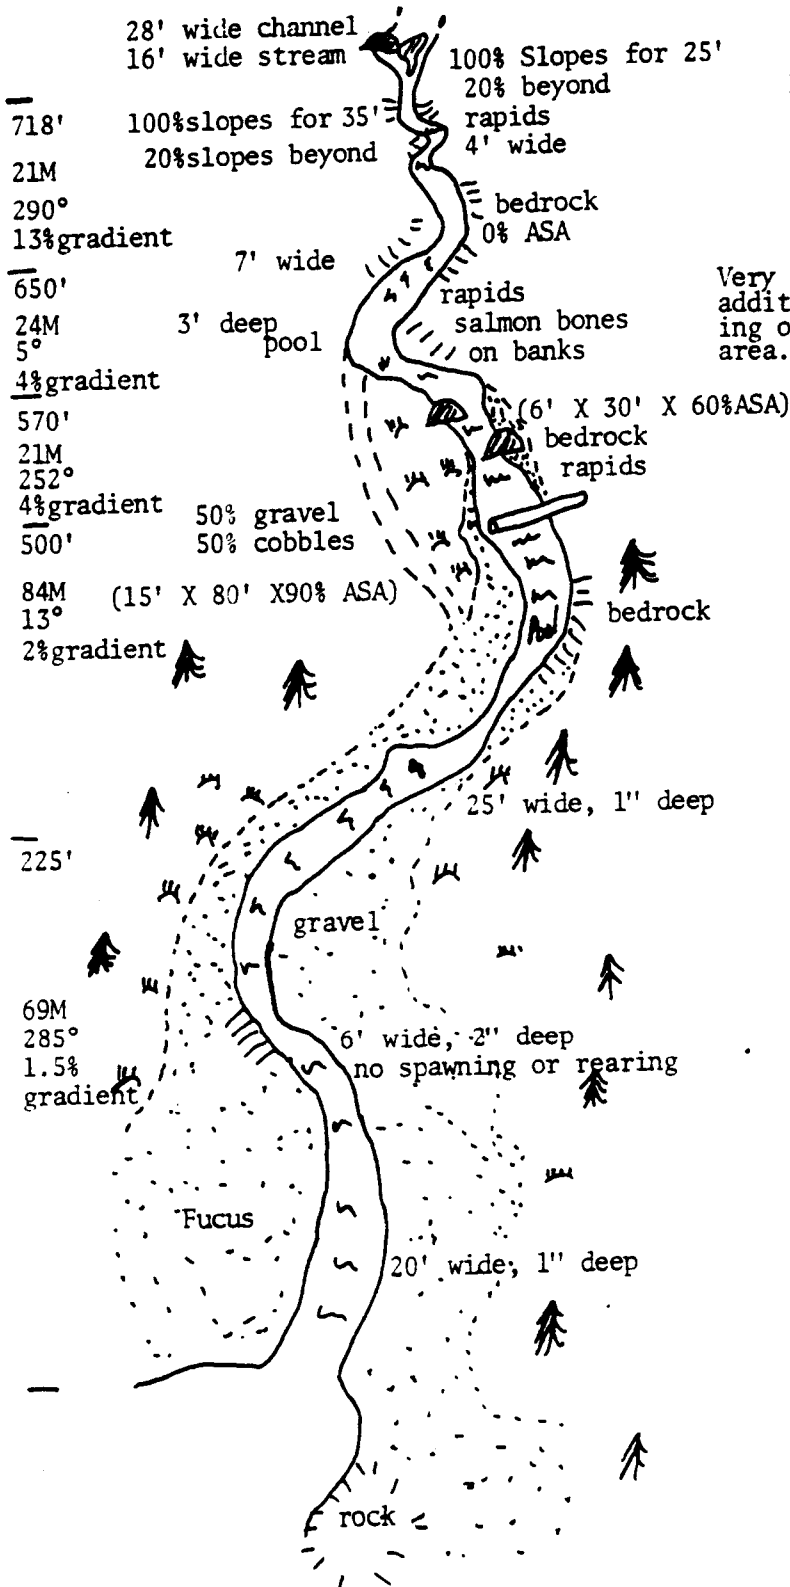 28' wide channel
16' wide stream
100% Slopes for 25'
20% beyond
718'
100%slopes for 35'
20%slopes beyond
rapids
4' wide
21M
290°
13%gradient
bedrock
0% ASA
7' wide
650'
24M
5°
4%gradient
3' deep
pool
rapids
salmon bones
on banks
Very
addit
ing o
area.
570'
21M
252°
4%gradient
(6' X 30' X 60%ASA)
bedrock
rapids
500'
50% gravel
50% cobbles
84M
13°
2%gradient
(15' X 80' X90% ASA)
bedrock
25' wide, 1" deep
225'
gravel
69M
285°
1.5%
gradient
6' wide, 2" deep
no spawning or rearing
Fucus
20' wide, 1" deep
rock